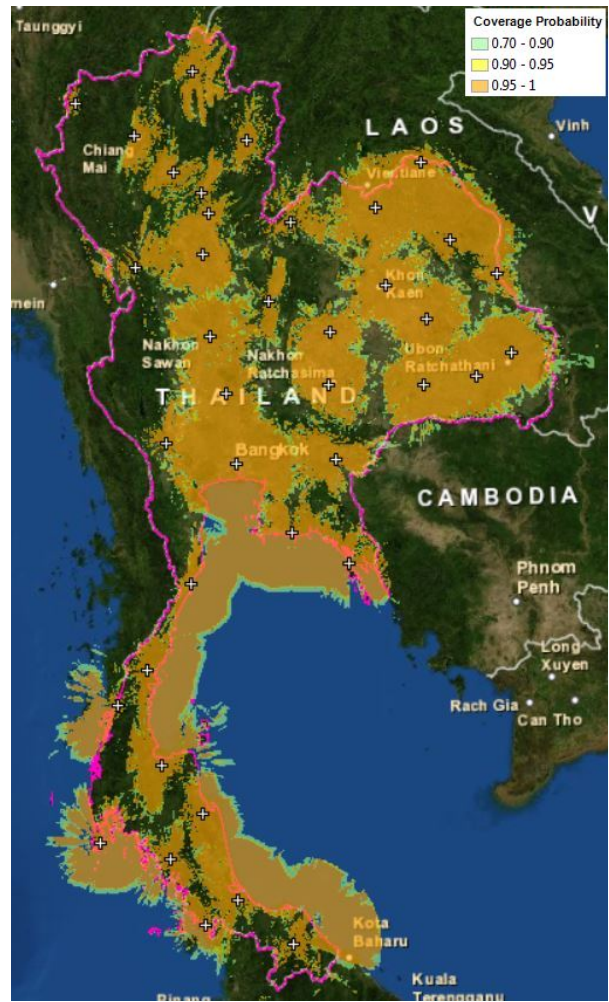 Taunggyi
Coverage Probability
0.70 - 0.90
0.90 - 0.95
0.95 - 1
LAOS
Vinh
Chiang
Mai
Vientiane
V
Khon
Kaen
mein
Nakhon
Sawan
Nakhon
Ratchasima
Ubon
Ratchathani
THAILAND
Bangkok
CAMBODIA
Phnom
Penh
Long
Xuyen
Rach Gia
Can Tho
Kota
Baharu
Kuala
Terengganu
Pinang